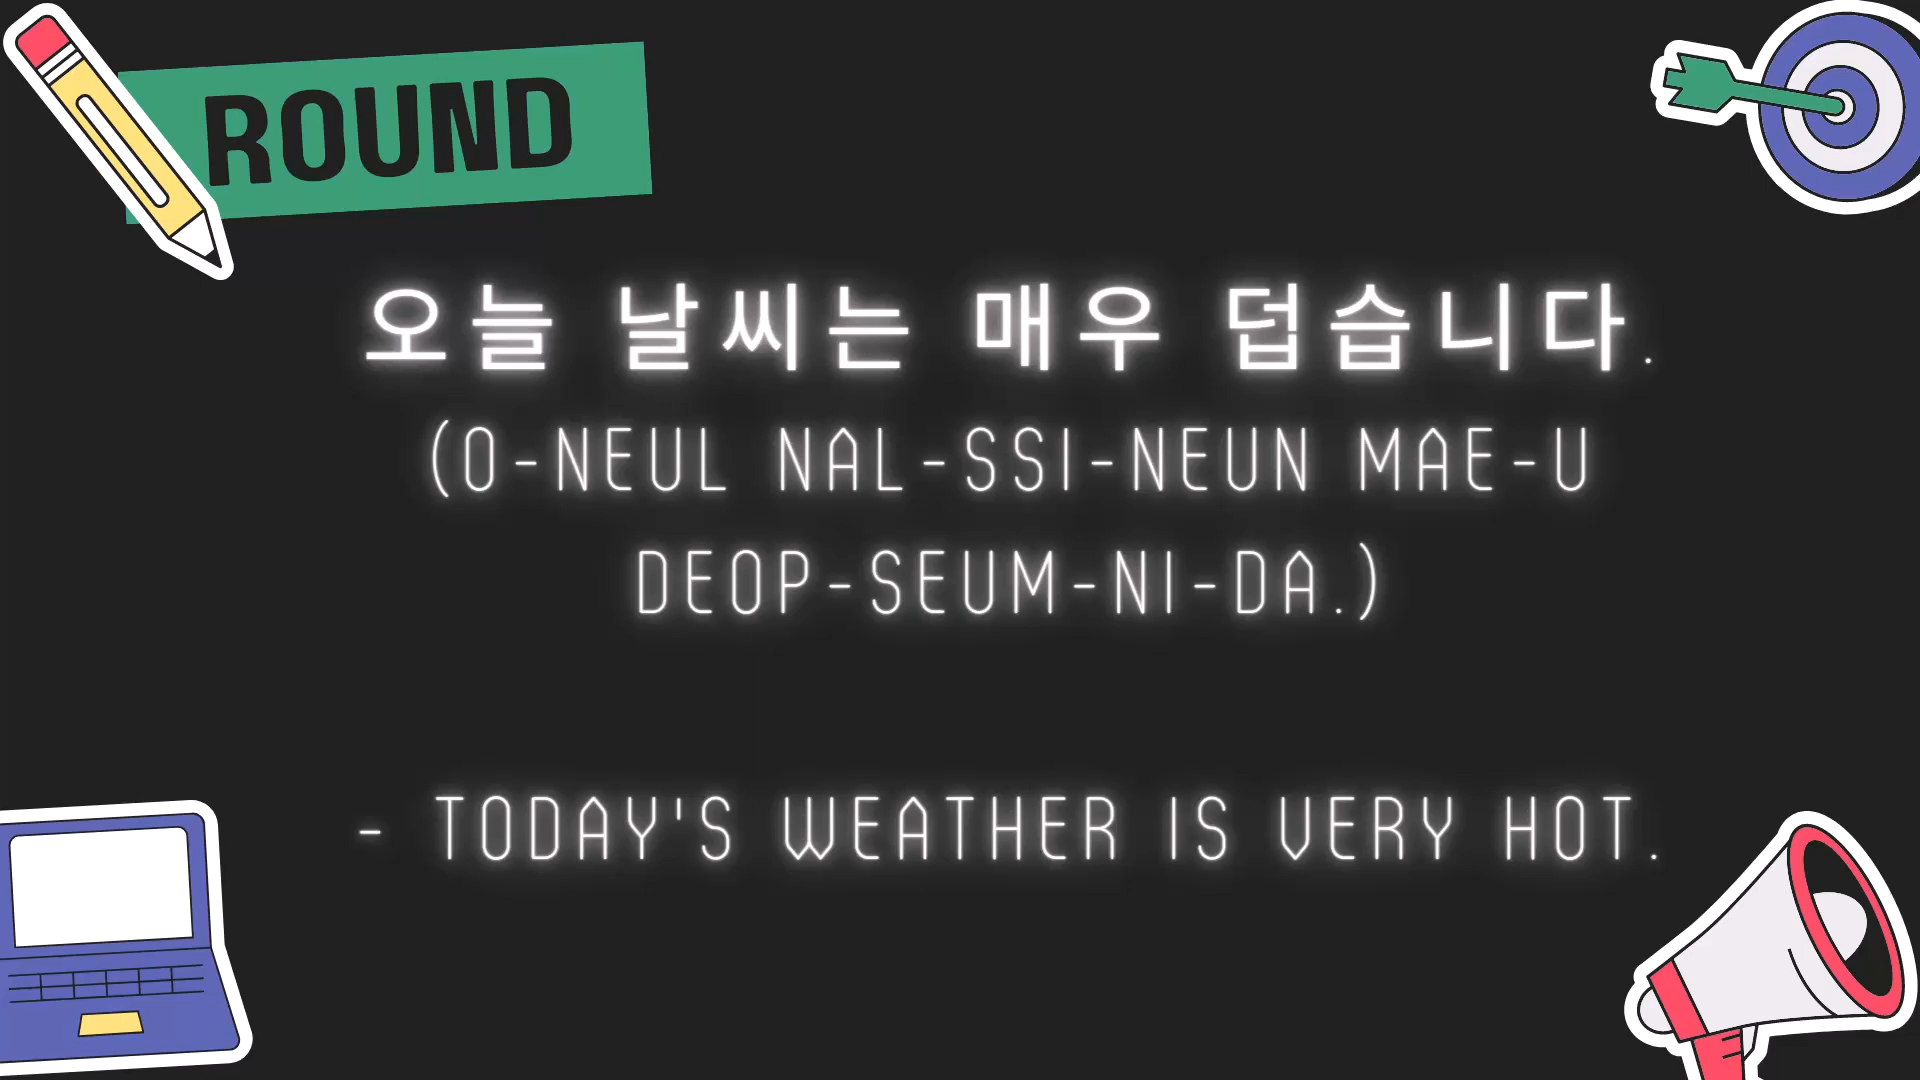 ROUND
오늘 날씨는 매우 덥습니다.
(O-NEUL NAL-SSI-NEUN MAE-U
DEOP-SEUM-NI-DA.)
- TODAY'S WEATHER IS VERY HOT.